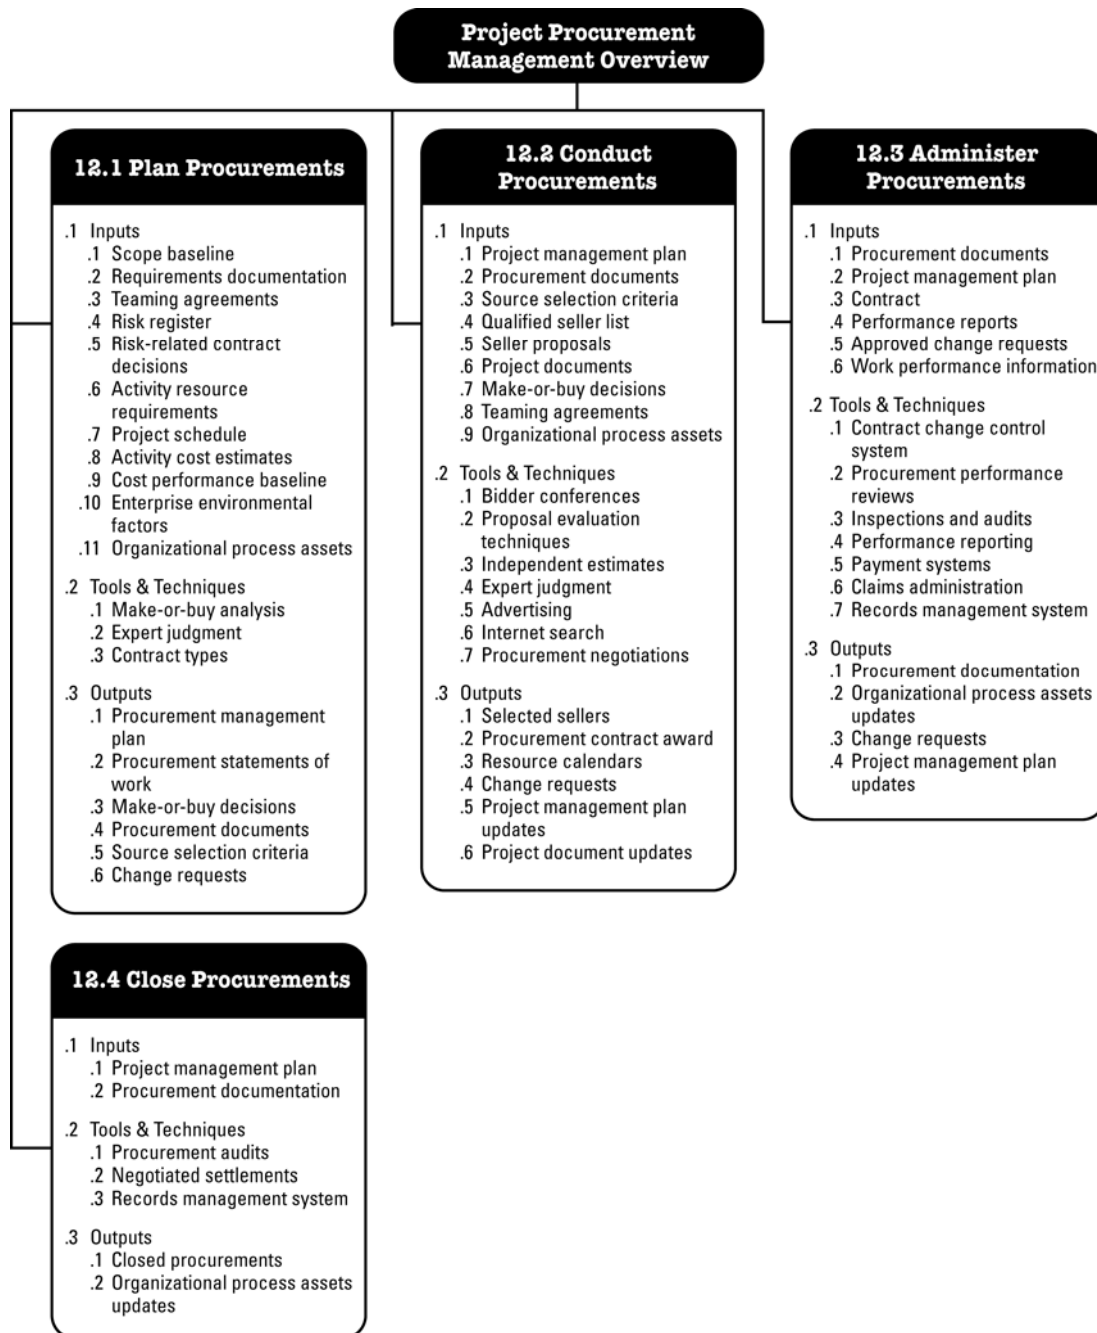 Project Procurement
Management Overview
12.1 Plan Procurements
.1 Inputs
.1 Scope baseline
.2 Requirements documentation
.3 Teaming agreements
.4 Risk register
.5 Risk-related contract
decisions
.6 Activity resource
requirements
.7 Project schedule
.8 Activity cost estimates
.9 Cost performance baseline
.10 Enterprise environmental
factors
.11 Organizational process assets
.2 Tools & Techniques
.1 Make-or-buy analysis
.2 Expert judgment
.3 Contract types
.3 Outputs
.1 Procurement management
plan
.2 Procurement statements of
work
.3 Make-or-buy decisions
.4 Procurement documents
.5 Source selection criteria
.6 Change requests
12.2 Conduct
Procurements
.1 Inputs
.1 Project management plan
.2 Procurement documents
.3 Source selection criteria
.4 Qualified seller list
.5 Seller proposals
.6 Project documents
.7 Make-or-buy decisions
.8 Teaming agreements
.9 Organizational process assets
.2 Tools & Techniques
.1 Bidder conferences
.2 Proposal evaluation
techniques
.3 Independent estimates
.4 Expert judgment
.5 Advertising
.6 Internet search
.7 Procurement negotiations
.3 Outputs
.1 Selected sellers
.2 Procurement contract award
.3 Resource calendars
.4 Change requests
.5 Project management plan
updates
.6 Project document updates
12.3 Administer
Procurements
.1 Inputs
.1 Procurement documents
.2 Project management plan
.3 Contract
.4 Performance reports
.5 Approved change requests
.6 Work performance information
.2 Tools & Techniques
.1 Contract change control
system
.2 Procurement performance
reviews
.3 Inspections and audits
.4 Performance reporting
.5 Payment systems
.6 Claims administration
.7 Records management system
.3 Outputs
.1 Procurement documentation
.2 Organizational process assets
updates
.3 Change requests
.4 Project management plan
updates
12.4 Close Procurements
.1 Inputs
.1 Project management plan
.2 Procurement documentation
.2 Tools & Techniques
.1 Procurement audits
.2 Negotiated settlements
.3 Records management system
.3 Outputs
.1 Closed procurements
.2 Organizational process assets
updates